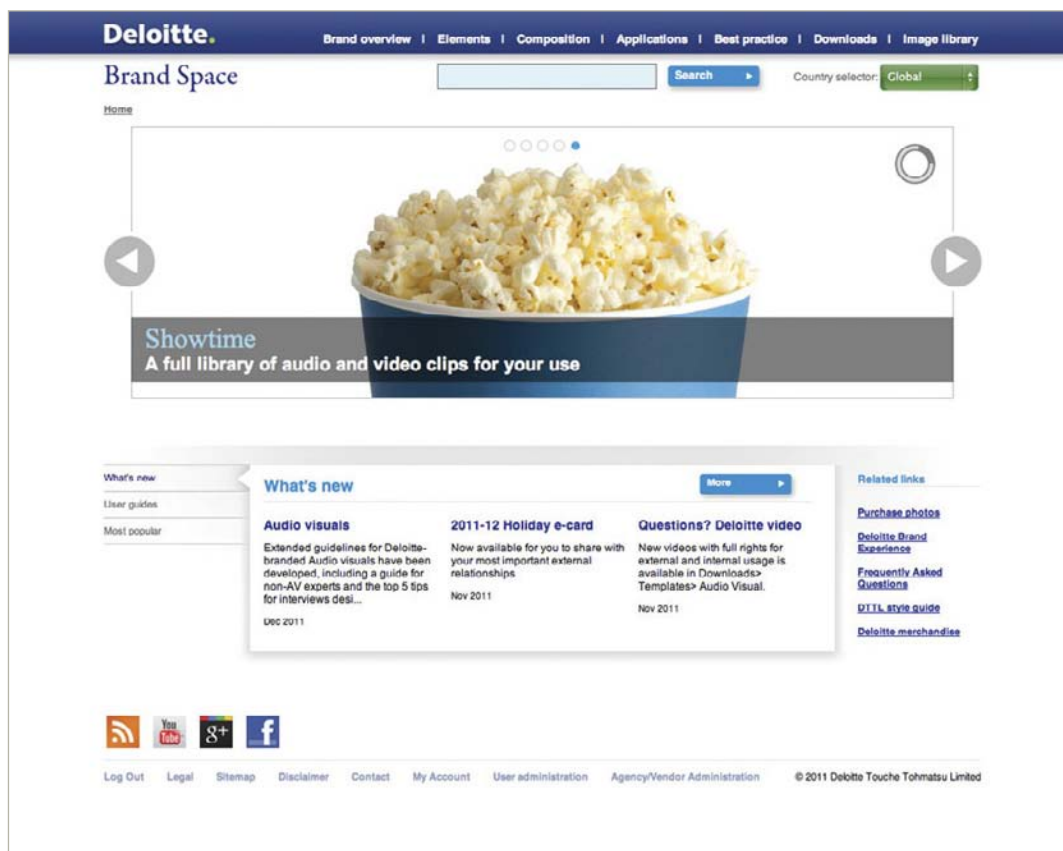 Deloitte.
Brand overview | Elements | Composition | Applications | Best practice | Downloads | Image library
Brand Space
Search
Country selector: Global
Home
Showtime
A full library of audio and video clips for your use
What's new
User guides
Most popular
What's new
More
Audio visuals
Extended guidelines for Deloitte-
branded Audio visuals have been
developed, including a guide for
non-AV experts and the top 5 tips
for interviews desi...
Dec 2011
2011-12 Holiday e-card
Now available for you to share with
your most important external
relationships
Nov 2011
Questions? Deloitte video
New videos with full rights for
external and internal usage is
available in Downloads>
Templates> Audio Visual.
Nov 2011
Related links
Purchase photos
Deloitte Brand
Experience
Frequently Asked
Questions
DTTL style guide
Deloitte merchandise
You
Tube
g+
f
Log Out Legal Sitemap Disclaimer Contact My Account User administration Agency/Vendor Administration © 2011 Deloitte Touche Tohmatsu Limited